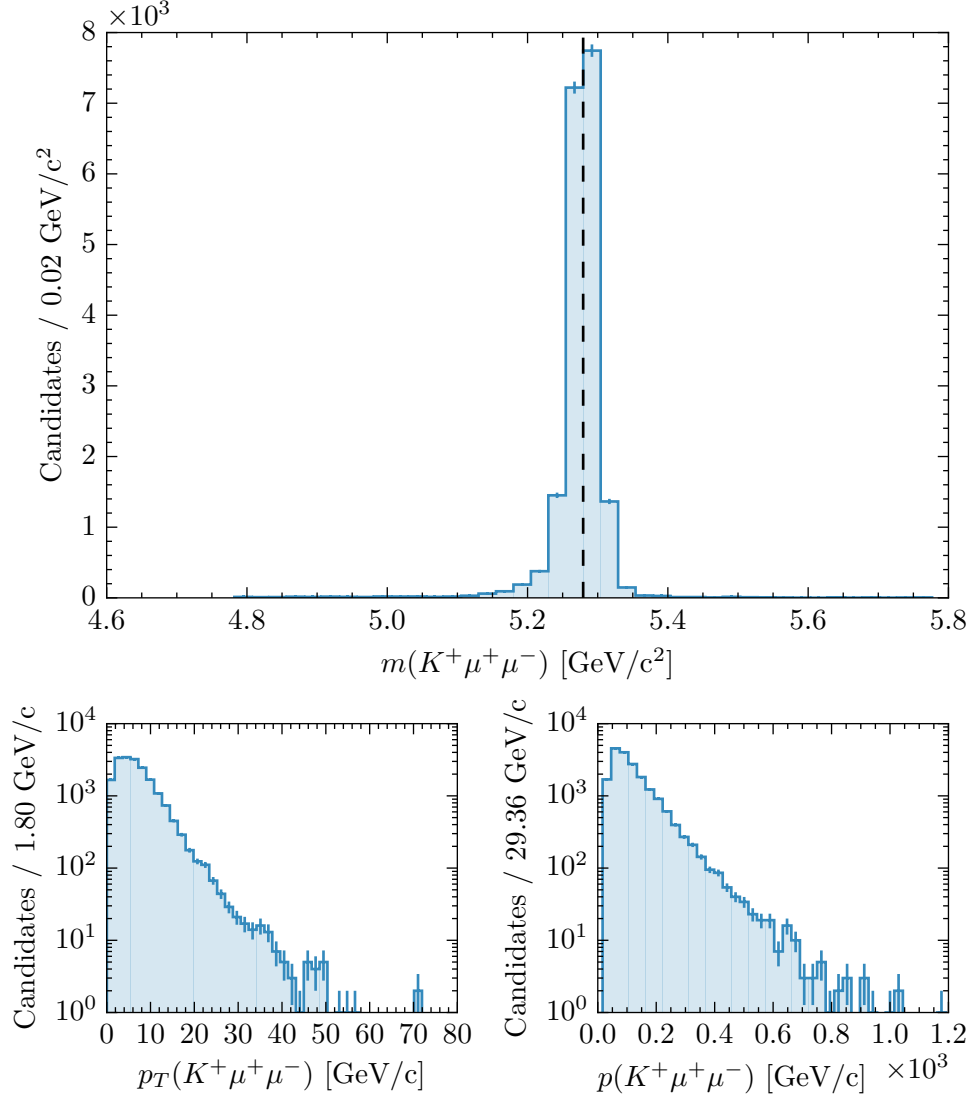 ×10³
Candidates / 0.02 GeV/c²
8
7
6
5
4
3
2
1
0
4.6 4.8 5.0 5.2 5.4 5.6 5.8
m(K⁺μ⁺μ⁻) [GeV/c²]
Candidates / 1.80 GeV/c
10⁴
10³
10²
10¹
10⁰
0 10 20 30 40 50 60 70 80
p_T(K⁺μ⁺μ⁻) [GeV/c]
Candidates / 29.36 GeV/c
10⁴
10³
10²
10¹
10⁰
0.0 0.2 0.4 0.6 0.8 1.0 1.2
p(K⁺μ⁺μ⁻) [GeV/c] ×10³